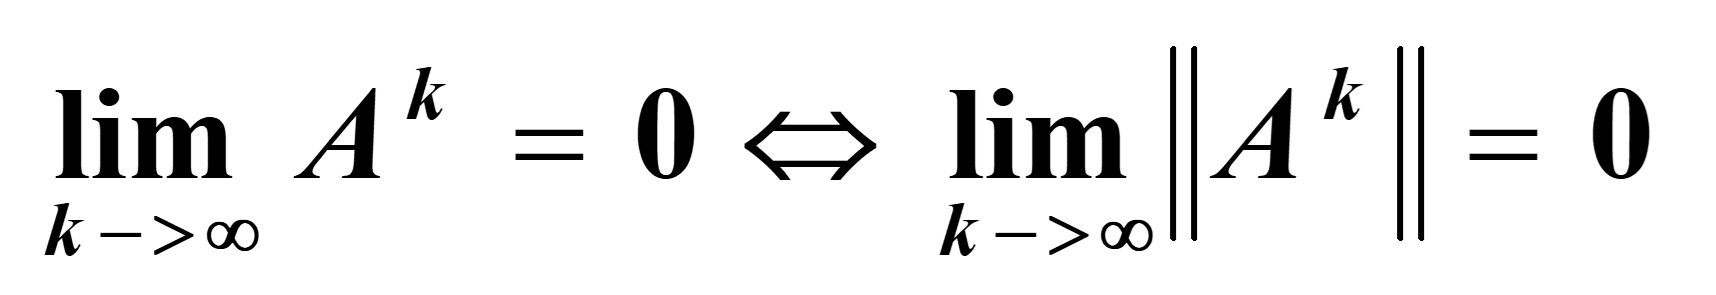 lim A^k = 0 ⇔ lim ‖A^k‖ = 0
k->∞ k->∞